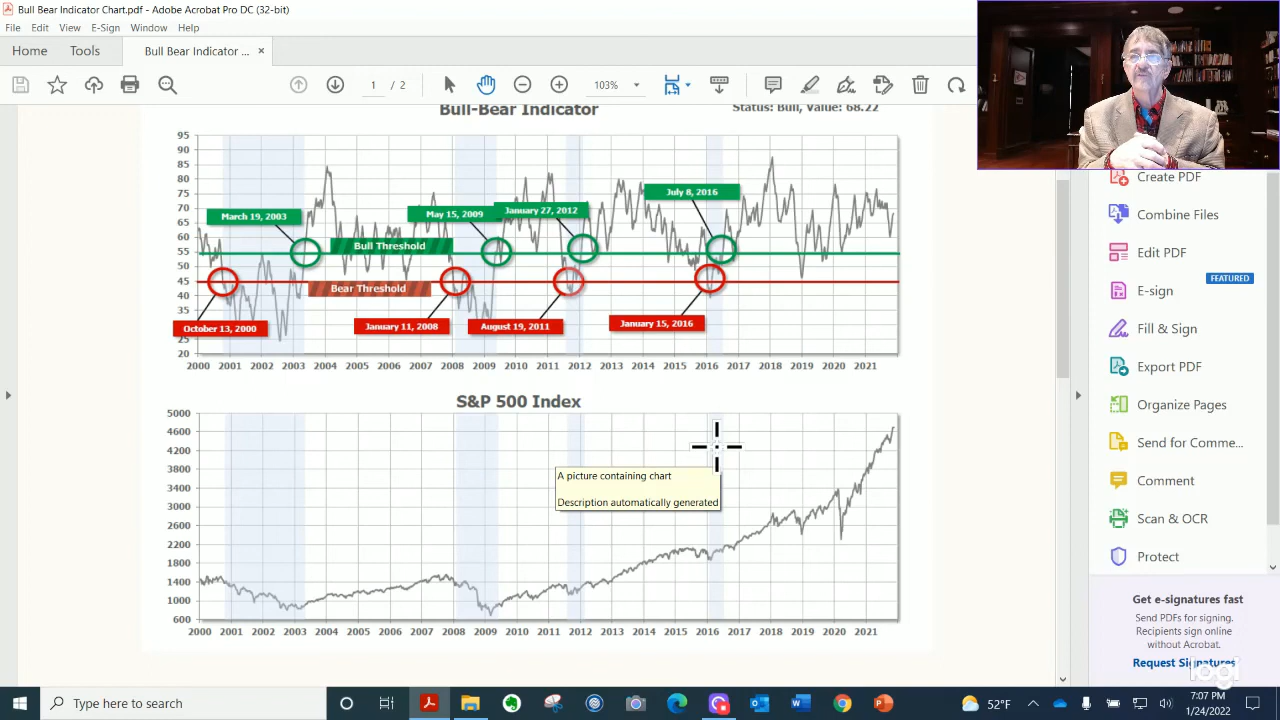 Bull Bear Indicator Chart.pdf - Adobe Acrobat Pro DC (32-bit)
File Edit View E-Sign Window Help
Home Tools Bull Bear Indicator ... ×
1 / 2 103%
Bull-Bear Indicator
Status: Bull, Value: 68.22
95
90
85
80
75
70
65
60
55
50
45
40
35
30
25
20
March 19, 2003
May 15, 2009
January 27, 2012
July 8, 2016
Bull Threshold
Bear Threshold
October 13, 2000
January 11, 2008
August 19, 2011
January 15, 2016
2000 2001 2002 2003 2004 2005 2006 2007 2008 2009 2010 2011 2012 2013 2014 2015 2016 2017 2018 2019 2020 2021
S&P 500 Index
5000
4600
4200
3800
3400
3000
2600
2200
1800
1400
1000
600
A picture containing chart
Description automatically generated
2000 2001 2002 2003 2004 2005 2006 2007 2008 2009 2010 2011 2012 2013 2014 2015 2016 2017 2018 2019 2020 2021
Create PDF
Combine Files
Edit PDF
FEATURED
E-sign
Fill & Sign
Export PDF
Organize Pages
Send for Comme...
Comment
Scan & OCR
Protect
Get e-signatures fast
Send PDFs for signing.
Recipients sign online
without Acrobat.
Request Signatures
logi
Type here to search
52°F
7:07 PM
1/24/2022